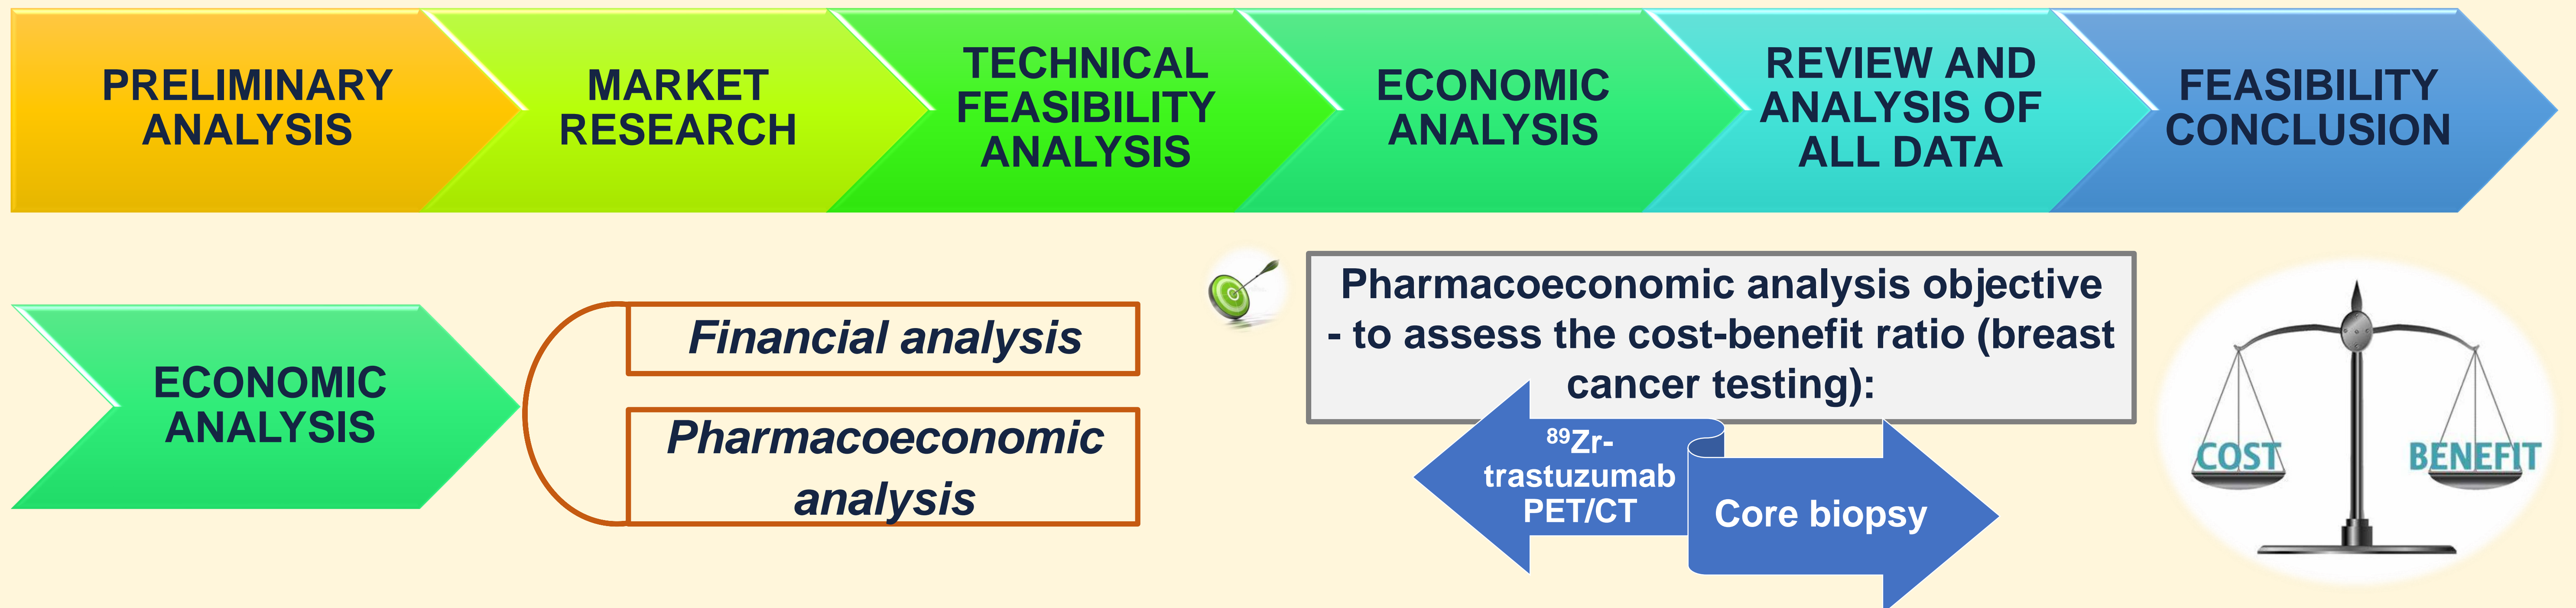 PRELIMINARY
ANALYSIS
MARKET
RESEARCH
TECHNICAL
FEASIBILITY
ANALYSIS
ECONOMIC
ANALYSIS
REVIEW AND
ANALYSIS OF
ALL DATA
FEASIBILITY
CONCLUSION
ECONOMIC
ANALYSIS
Financial analysis
Pharmacoeconomic
analysis
Pharmacoeconomic analysis objective
- to assess the cost-benefit ratio (breast
cancer testing):
⁸⁹Zr-
trastuzumab
PET/CT
Core biopsy
COST
BENEFIT